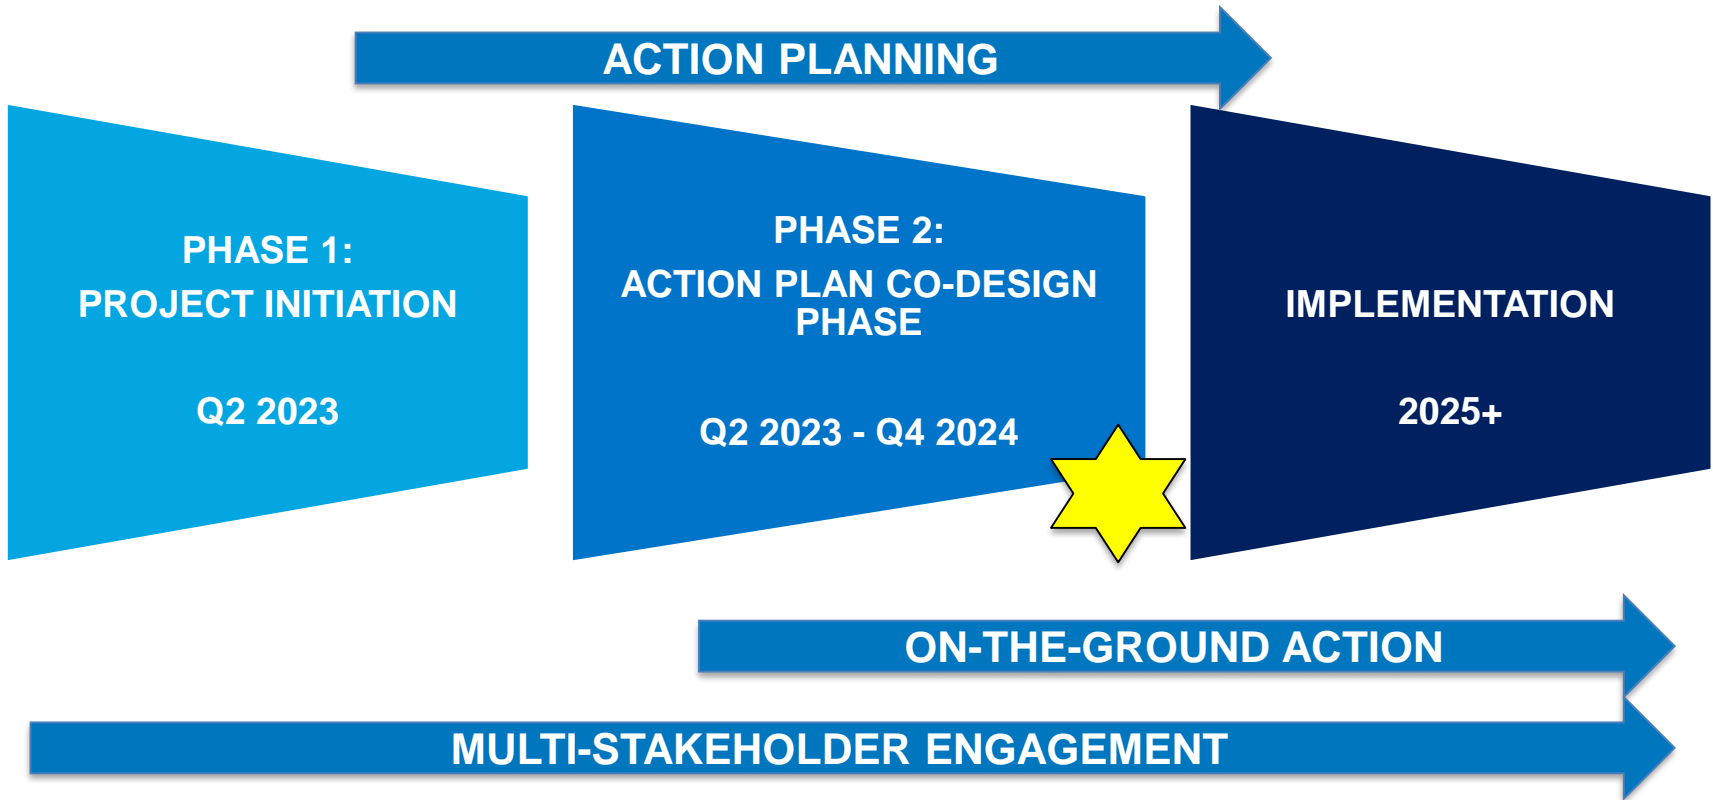 ACTION PLANNING
PHASE 1:
PROJECT INITIATION
Q2 2023
PHASE 2:
ACTION PLAN CO-DESIGN
PHASE
Q2 2023 - Q4 2024
IMPLEMENTATION
2025+
ON-THE-GROUND ACTION
MULTI-STAKEHOLDER ENGAGEMENT